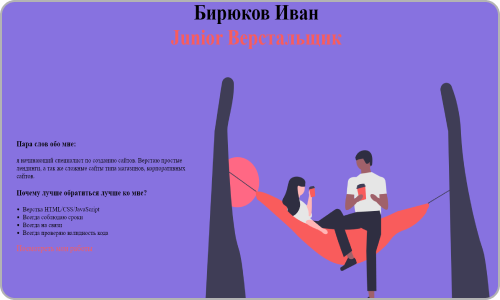 Бирюков Иван
Junior Верстальщик
Пара слов обо мне:
я начинающий специалист по созданию сайтов. Верстаю простые
лендинги, а так же сложные сайты типа магазинов, корпоративных
сайтов.
Почему лучше обратиться лучше ко мне?
Верстка HTML/CSS/JavaScript
Всегда соблюдаю сроки
Всегда на связи
Всегда проверяю валидность кода